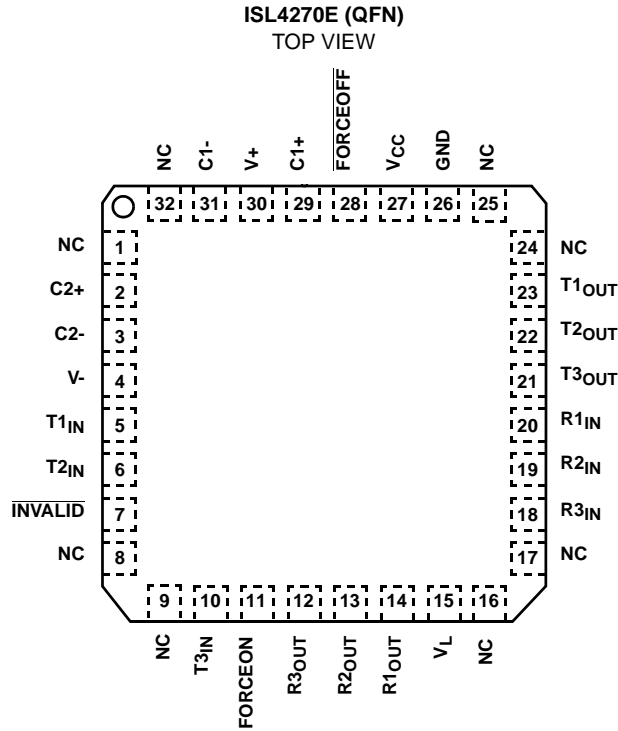 ISL4270E (QFN)
TOP VIEW
NC
C1-
V+
C1+
FORCEOFF
VCC
GND
NC
32 31 30 29 28 27 26 25
NC 1
C2+ 2
C2- 3
V- 4
T1IN 5
T2IN 6
INVALID 7
NC 8
24 NC
23 T1OUT
22 T2OUT
21 T3OUT
20 R1IN
19 R2IN
18 R3IN
17 NC
9 10 11 12 13 14 15 16
NC
T3IN
FORCEON
R3OUT
R2OUT
R1OUT
VL
NC